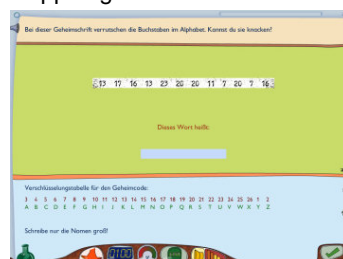 Bei dieser Geheimschrift verrutschen die Buchstaben im Alphabet. Kannst du sie knacken?
13 17 16 13 23 20 20 11 7 20 7 16
Dieses Wort heißt:
Verschlüsselungstabelle für den Geheimcode:
3 4 5 6 7 8 9 10 11 12 13 14 15 16 17 18 19 20 21 22 23 24 25 26 1 2
A B C D E F G H I J K L M N O P Q R S T U V W X Y Z
Schreibe nur die Nomen groß!